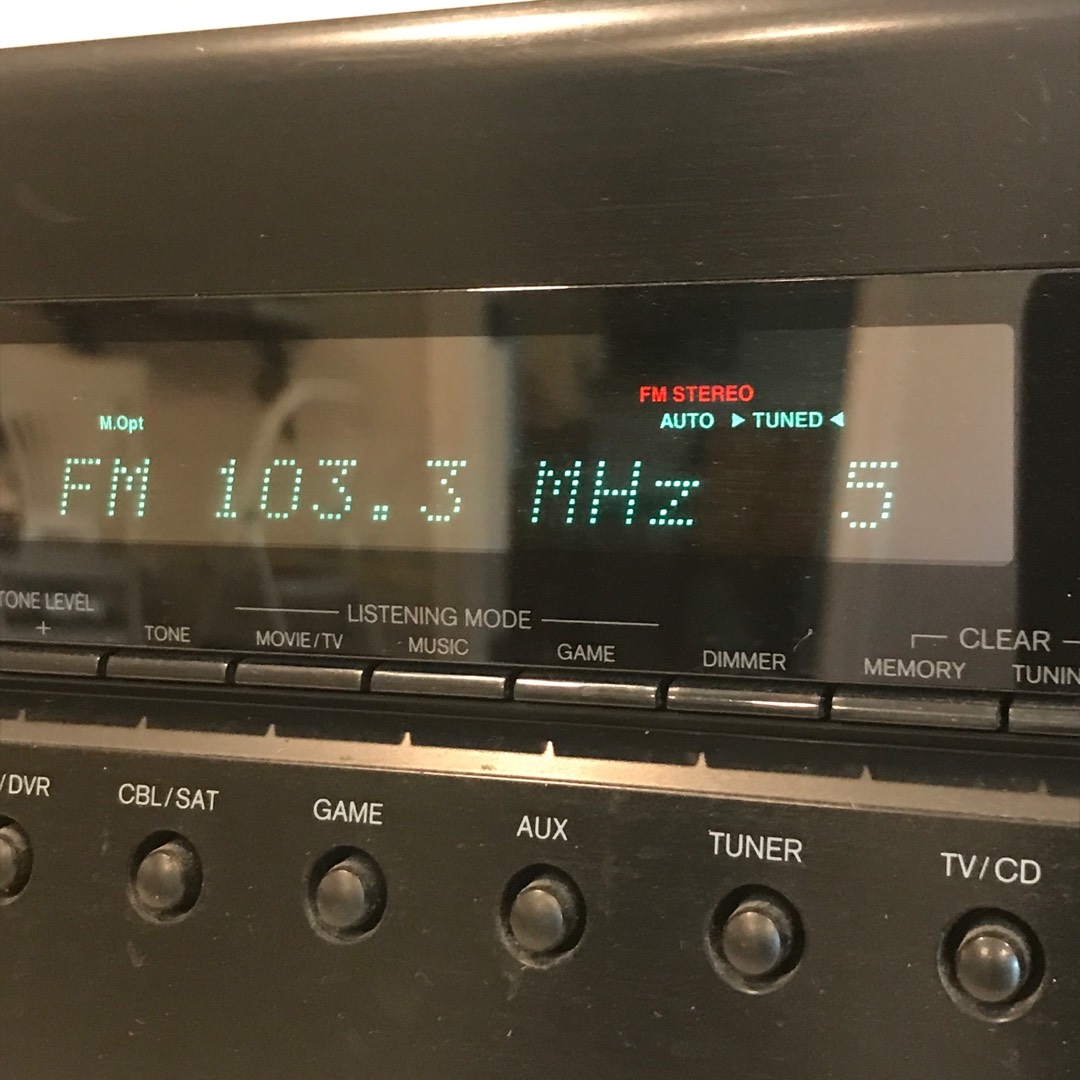 FM STEREO
M.Opt AUTO ▶ TUNED ◀
FM 103.3 MHz 5
TONE LEVEL
+
LISTENING MODE
CLEAR
TONE MOVIE/TV MUSIC GAME DIMMER MEMORY
/DVR CBL/SAT GAME AUX TUNER TV/CD